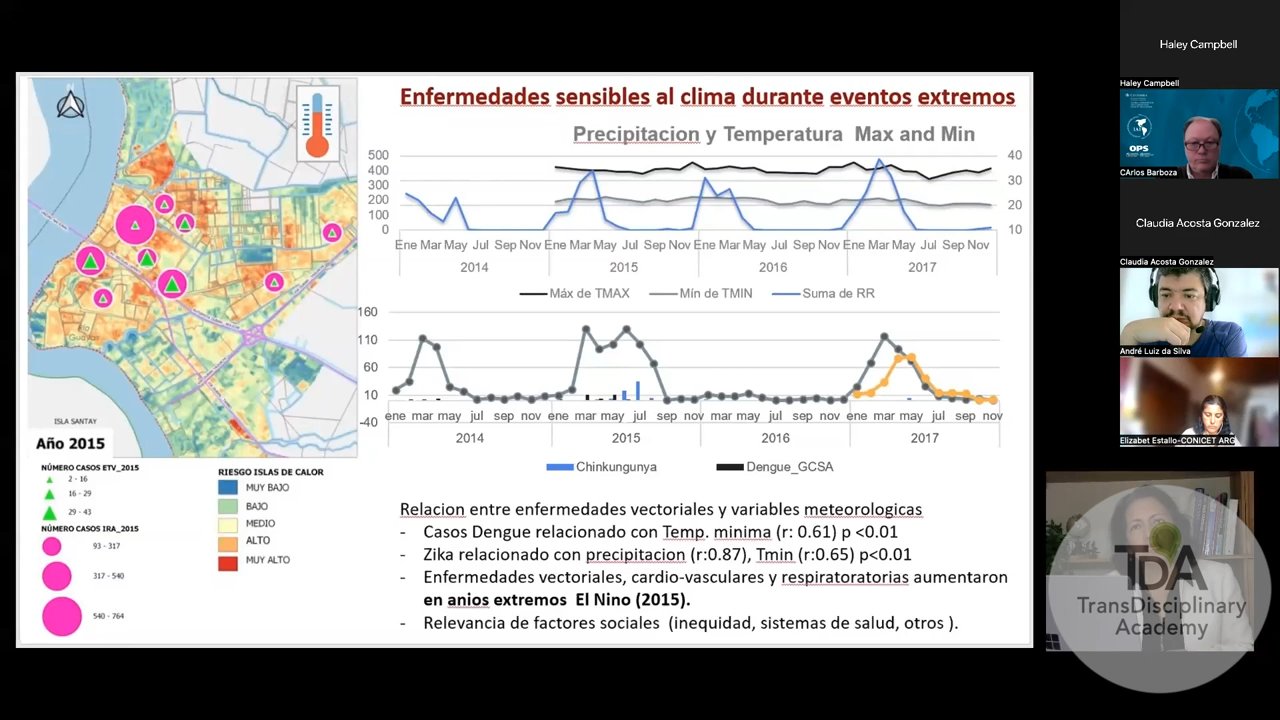 Enfermedades sensibles al clima durante eventos extremos
Precipitacion y Temperatura Max and Min
500
400
300
200
100
0
40
30
20
10
Ene Mar May Jul Sep Nov Ene Mar May Jul Sep Nov Ene Mar May Jul Sep Nov Ene Mar May Jul Sep Nov
2014 2015 2016 2017
Máx de TMAX Mín de TMIN Suma de RR
160
110
60
10
-40
ene mar may jul sep nov ene mar may jul sep nov ene mar may jul sep nov ene mar may jul sep nov
2014 2015 2016 2017
Chinkungunya Dengue_GCSA
Relacion entre enfermedades vectoriales y variables meteorologicas
- Casos Dengue relacionado con Temp. minima (r: 0.61) p <0.01
- Zika relacionado con precipitacion (r:0.87), Tmin (r:0.65) p<0.01
- Enfermedades vectoriales, cardio-vasculares y respiratoratorias aumentaron
en anios extremos El Nino (2015).
- Relevancia de factores sociales (inequidad, sistemas de salud, otros ).
Río
Guayas
ISLA SANTAY
Año 2015
NÚMERO CASOS ETV_2015
2 - 16
16 - 29
29 - 43
NÚMERO CASOS IRA_2015
93 - 317
317 - 540
540 - 764
RIESGO ISLAS DE CALOR
MUY BAJO
BAJO
MEDIO
ALTO
MUY ALTO
Haley Campbell
Haley Campbell
OPS
CArlos Barboza
Claudia Acosta Gonzalez
Claudia Acosta Gonzalez
André Luiz da Silva
Elizabet Estallo-CONICET ARG
TDA
TransDisciplinary
Academy